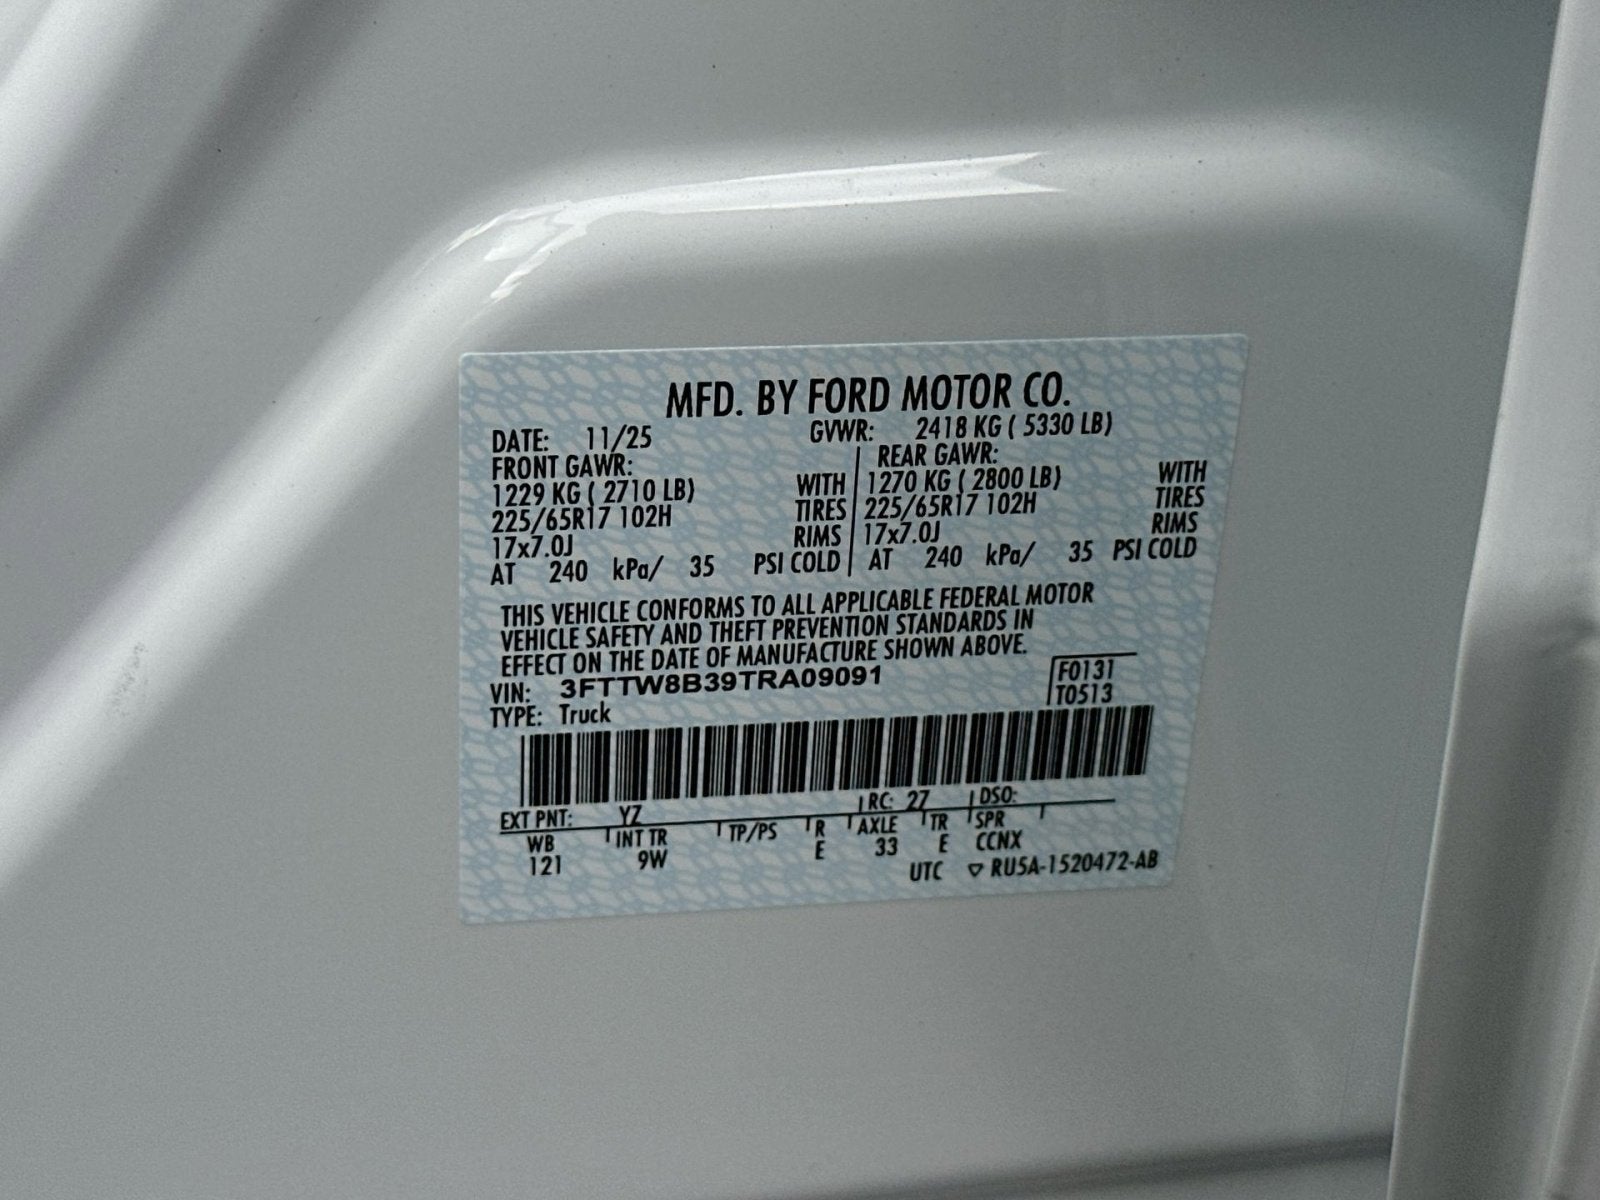 MFD. BY FORD MOTOR CO.
DATE: 11/25 GVWR: 2418 KG ( 5330 LB)
FRONT GAWR: REAR GAWR:
1229 KG ( 2710 LB) WITH 1270 KG ( 2800 LB) WITH
225/65R17 102H TIRES 225/65R17 102H TIRES
17x7.0J RIMS 17x7.0J RIMS
AT 240 kPa/ 35 PSI COLD AT 240 kPa/ 35 PSI COLD
THIS VEHICLE CONFORMS TO ALL APPLICABLE FEDERAL MOTOR
VEHICLE SAFETY AND THEFT PREVENTION STANDARDS IN
EFFECT ON THE DATE OF MANUFACTURE SHOWN ABOVE.
VIN: 3FTTW8B39TRA09091 F0131
TYPE: Truck T0513
EXT PNT: YZ RC: 27 DSO:
WB INT TR TP/PS R AXLE TR SPR
121 9W E 33 E CCNX
UTC ▽ RU5A-1520472-AB